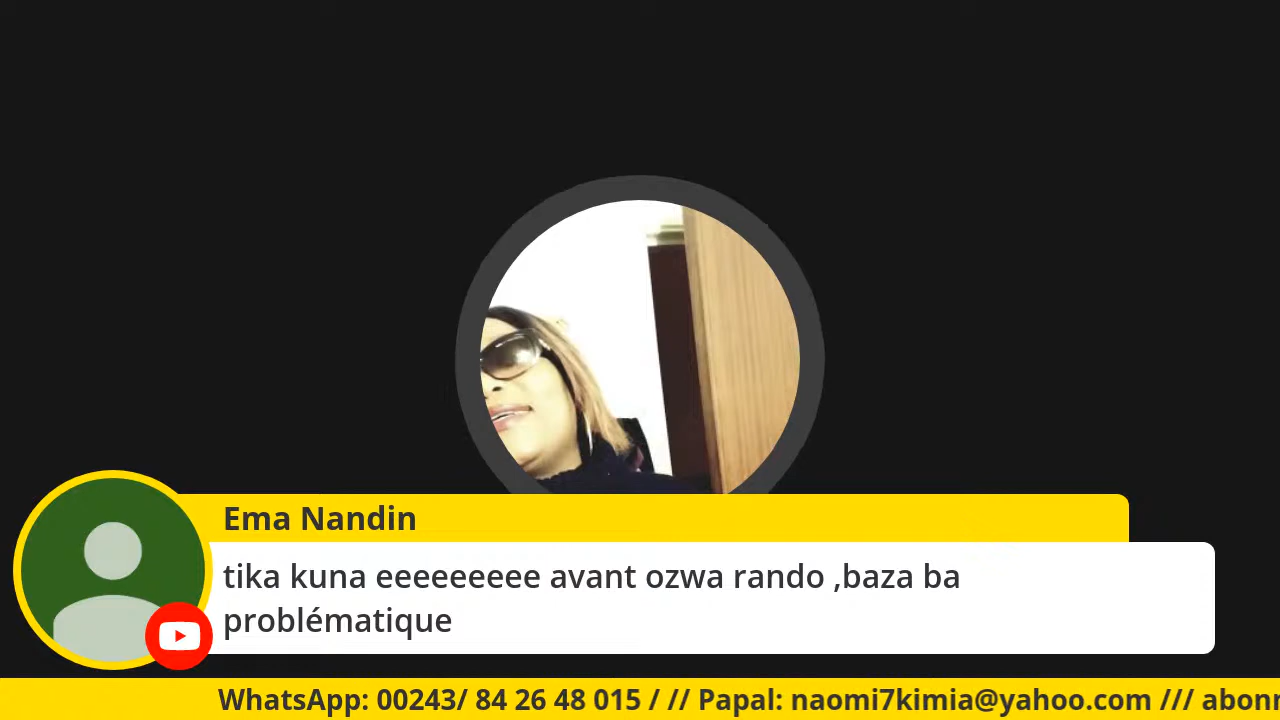 Ema Nandin
tika kuna eeeeeeeee avant ozwa rando ,baza ba
problématique
WhatsApp: 00243/ 84 26 48 015 / // Papal: naomi7kimia@yahoo.com /// abonn